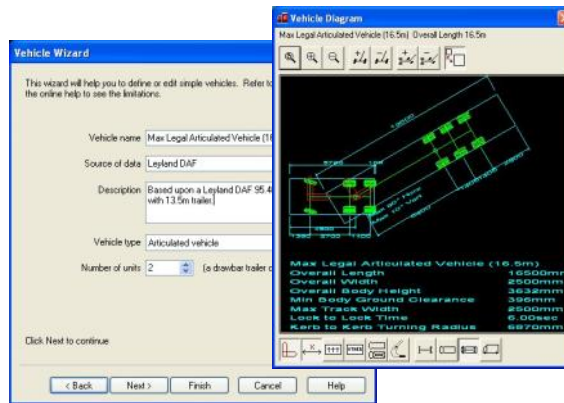 Vehicle Wizard
This wizard will help you to define or edit simple vehicles. Refer to
the online help to see the limitations.
Vehicle name
Max Legal Articulated Vehicle (16
Source of data
Leyland DAF
Description
Based upon a Leyland DAF 95.4
with 13.5m trailer.
Vehicle type
Articulated vehicle
Number of units
2
(a drawbar trailer c
Click Next to continue
< Back
Next >
Finish
Cancel
Help
Vehicle Diagram
Max Legal Articulated Vehicle (16.5m) Overall Length 16.5m
Max Legal Articulated Vehicle (16.5m)
Overall Length 16500mm
Overall Width 2500mm
Overall Body Height 3632mm
Min Body Ground Clearance 396mm
Max Track Width 2500mm
Lock to Lock Time 6.00sec
Kerb to Kerb Turning Radius 6870mm